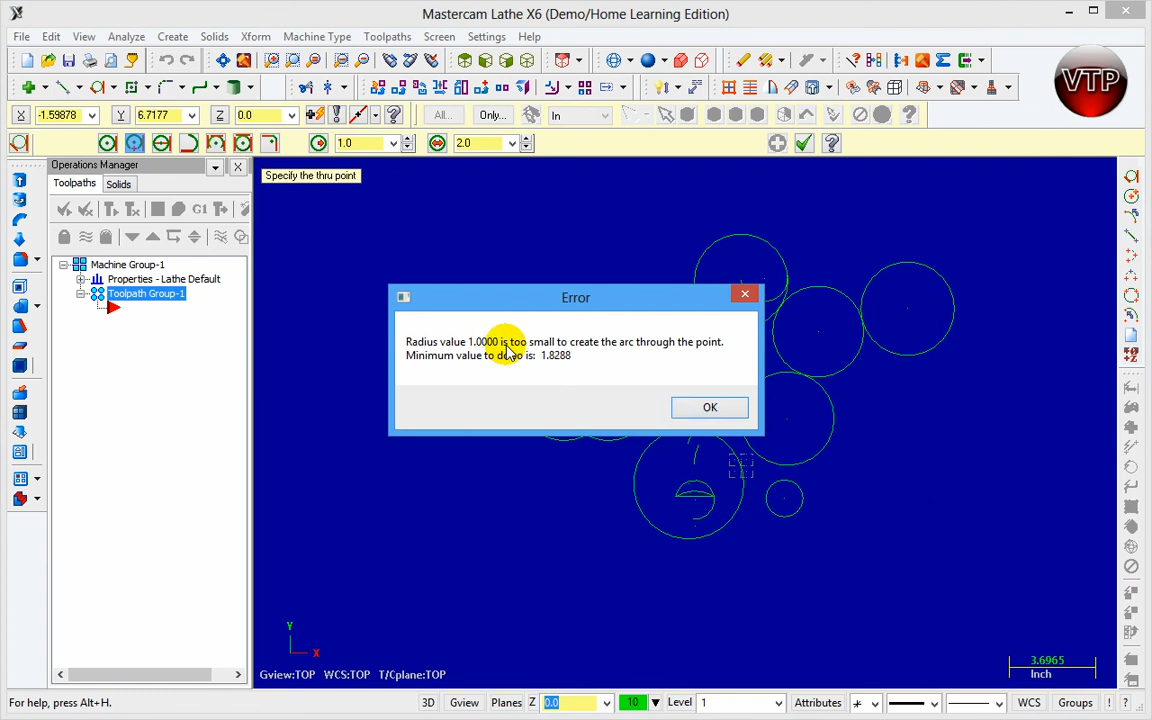 Mastercam Lathe X6 (Demo/Home Learning Edition)
File Edit View Analyze Create Solids Xform Machine Type Toolpaths Screen Settings Help
VTP
X -1.59878 Y 6.7177 Z 0.0 All... Only... In
1.0 2.0
Operations Manager
Specify the thru point
Toolpaths Solids
G1
Machine Group-1
Properties - Lathe Default
Toolpath Group-1
Error
Radius value 1.0000 is too small to create the arc through the point.
Minimum value to do so is: 1.8288
OK
Y
X
3.6965
Inch
Gview:TOP WCS:TOP T/Cplane:TOP
For help, press Alt+H.
3D Gview Planes Z 0.0 10 Level 1 Attributes WCS Groups ! ?